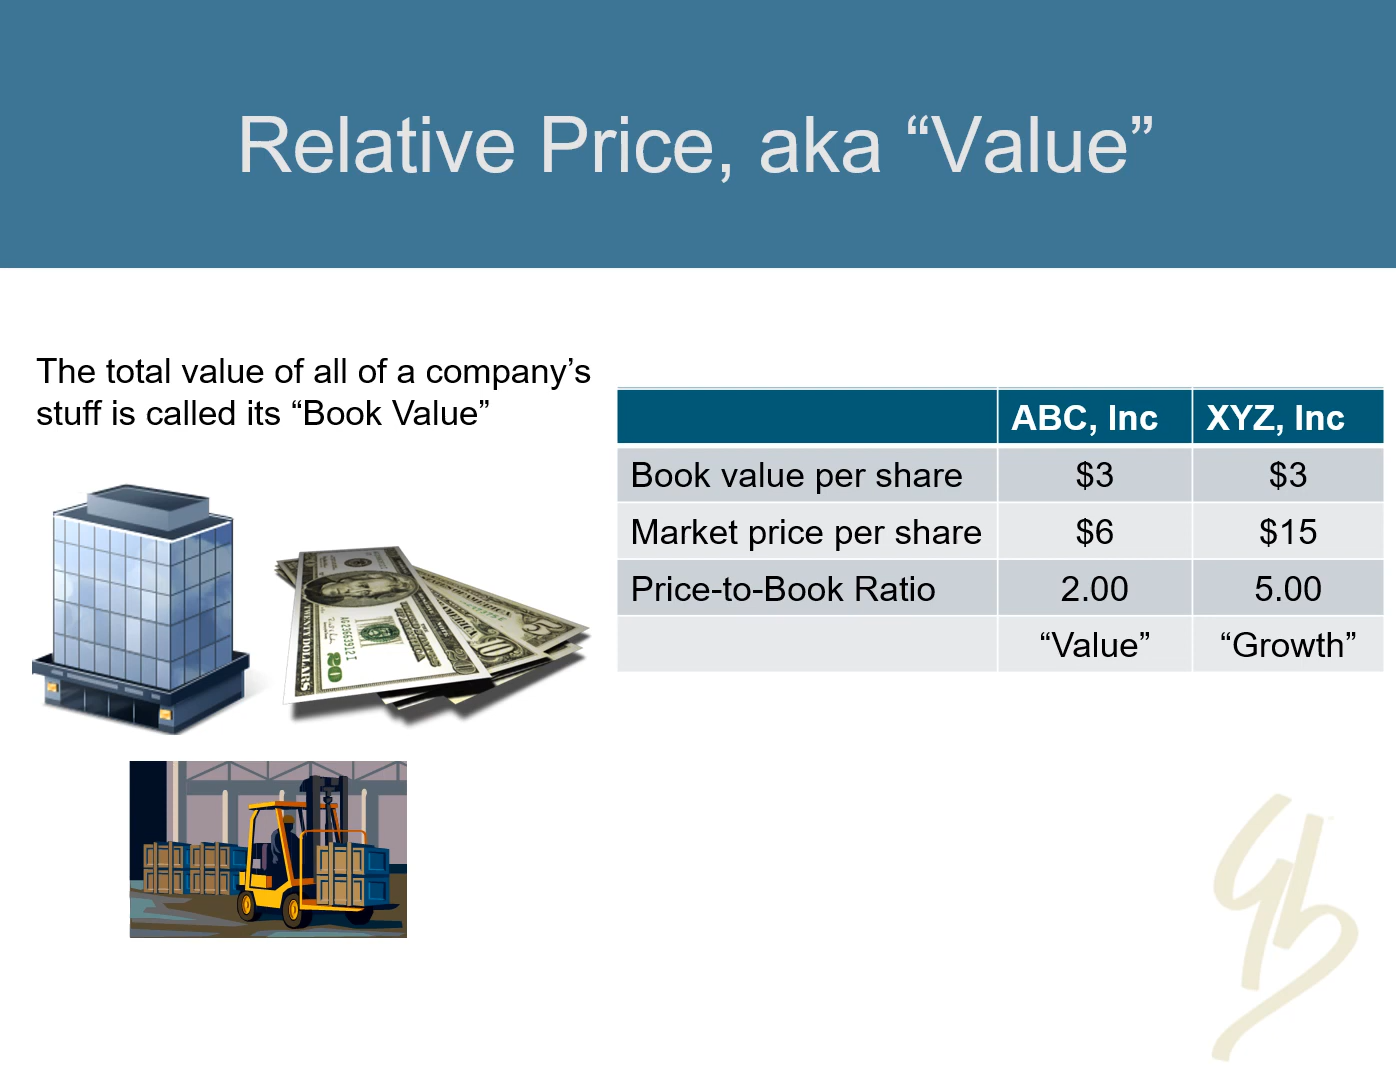 Relative Price, aka “Value”
The total value of all of a company’s
stuff is called its “Book Value”
ABC, Inc XYZ, Inc
Book value per share $3 $3
Market price per share $6 $15
Price-to-Book Ratio 2.00 5.00
“Value” “Growth”